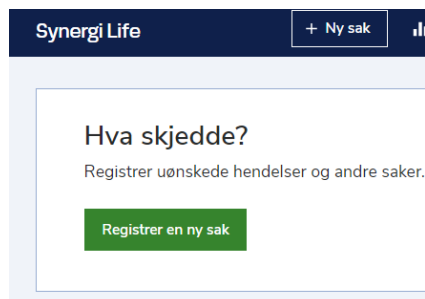 Synergi Life
+ Ny sak
Hva skjedde?
Registrer uønskede hendelser og andre saker.
Registrer en ny sak